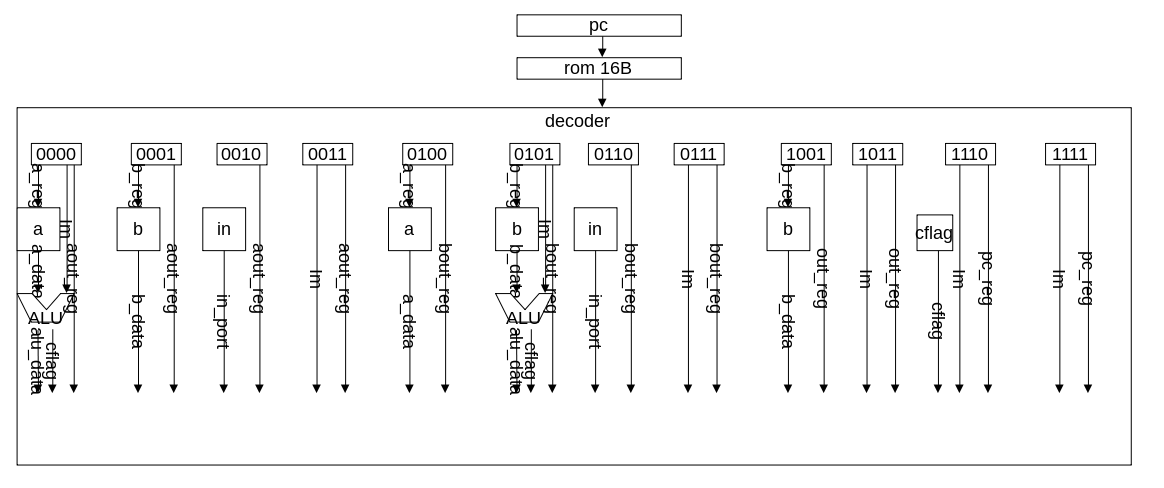 pc
rom 16B
decoder
0000
0001
0010
0011
0100
0101
0110
0111
1001
1011
1110
1111
a_reg
b_reg
a_reg
b_reg
b_reg
a
Im
b
in
a
b
Im
in
b
cflag
a_data
aout_reg
aout_reg
aout_reg
Im
aout_reg
bout_reg
b_data
bout_reg
bout_reg
Im
bout_reg
out_reg
Im
out_reg
Im
pc_reg
Im
pc_reg
ALU
b_data
in_port
a_data
ALU
in_port
b_data
cflag
alu_data
cflag
alu_data
cflag